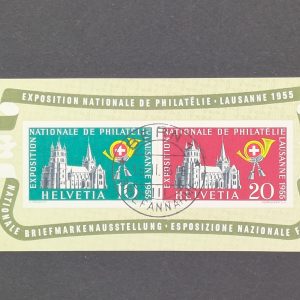 EXPOSITION NATIONALE DE PHILATÉLIE · LAUSANNE 1955
EXPOSITION
NATIONALE DE PHILATÉLIE
LAUSANNE 1955
10
HELVETIA
EXPOSITION
NATIONALE DE PHILATÉLIE
LAUSANNE 1955
20
HELVETIA
NATIONALE BRIEFMARKENAUSSTELLUNG · ESPOSIZIONE NAZIONALE